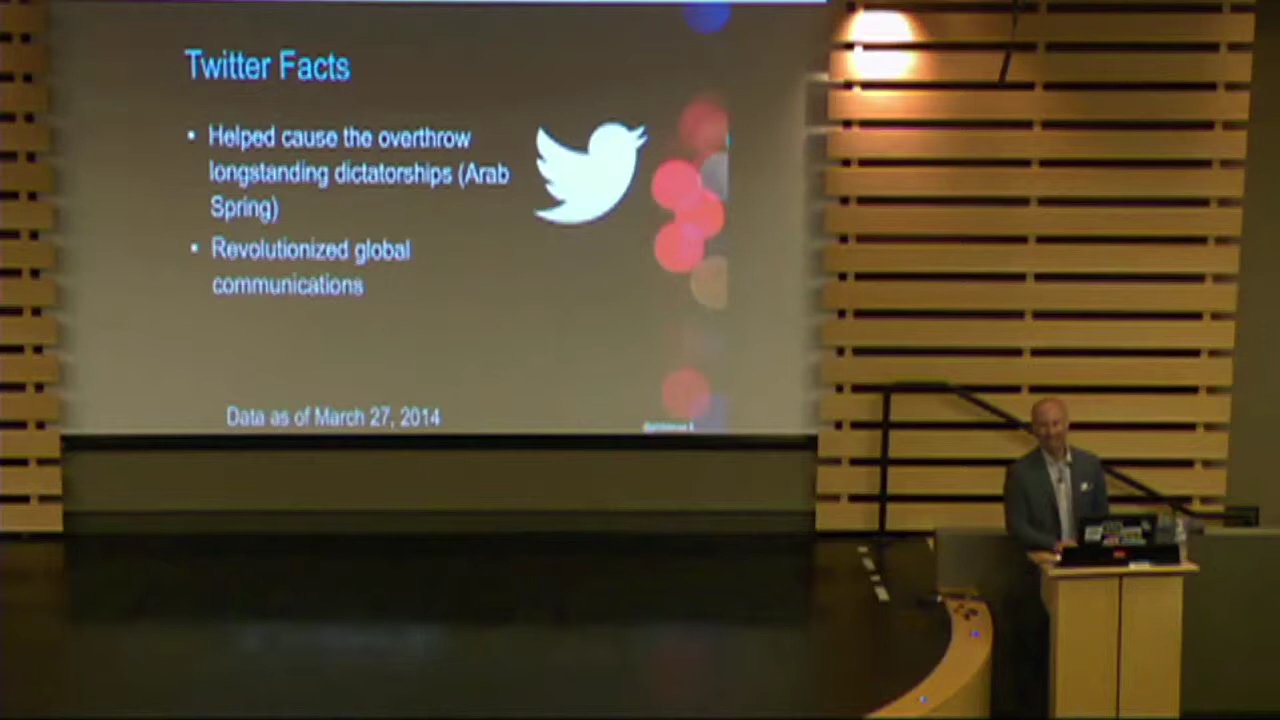 Twitter Facts
• Helped cause the overthrow
longstanding dictatorships (Arab
Spring)
• Revolutionized global
communications
Data as of March 27, 2014